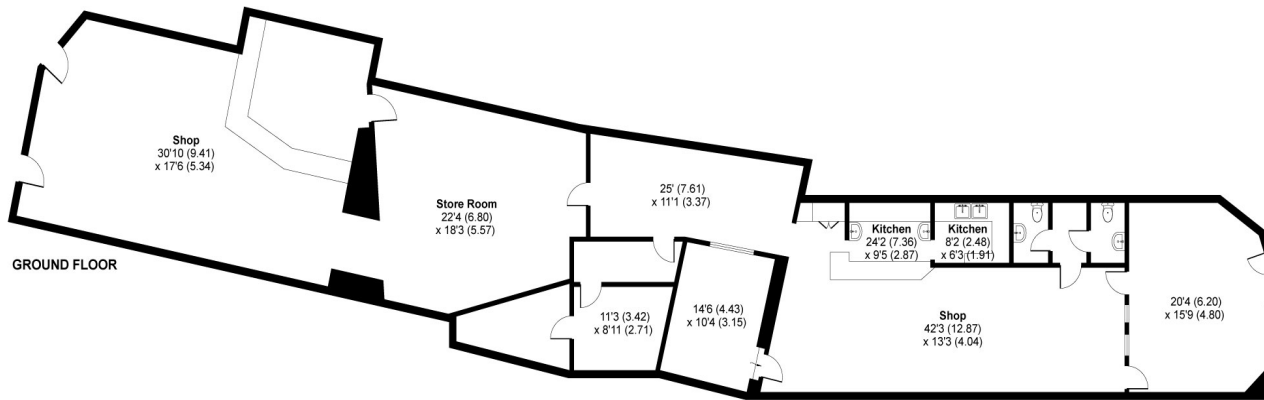 Shop
30'10 (9.41)
x 17'6 (5.34)
Store Room
22'4 (6.80)
x 18'3 (5.57)
25' (7.61)
x 11'1 (3.37)
GROUND FLOOR
11'3 (3.42)
x 8'11 (2.71)
14'6 (4.43)
x 10'4 (3.15)
Kitchen
24'2 (7.36)
x 9'5 (2.87)
Kitchen
8'2 (2.48)
x 6'3 (1.91)
Shop
42'3 (12.87)
x 13'3 (4.04)
20'4 (6.20)
x 15'9 (4.80)